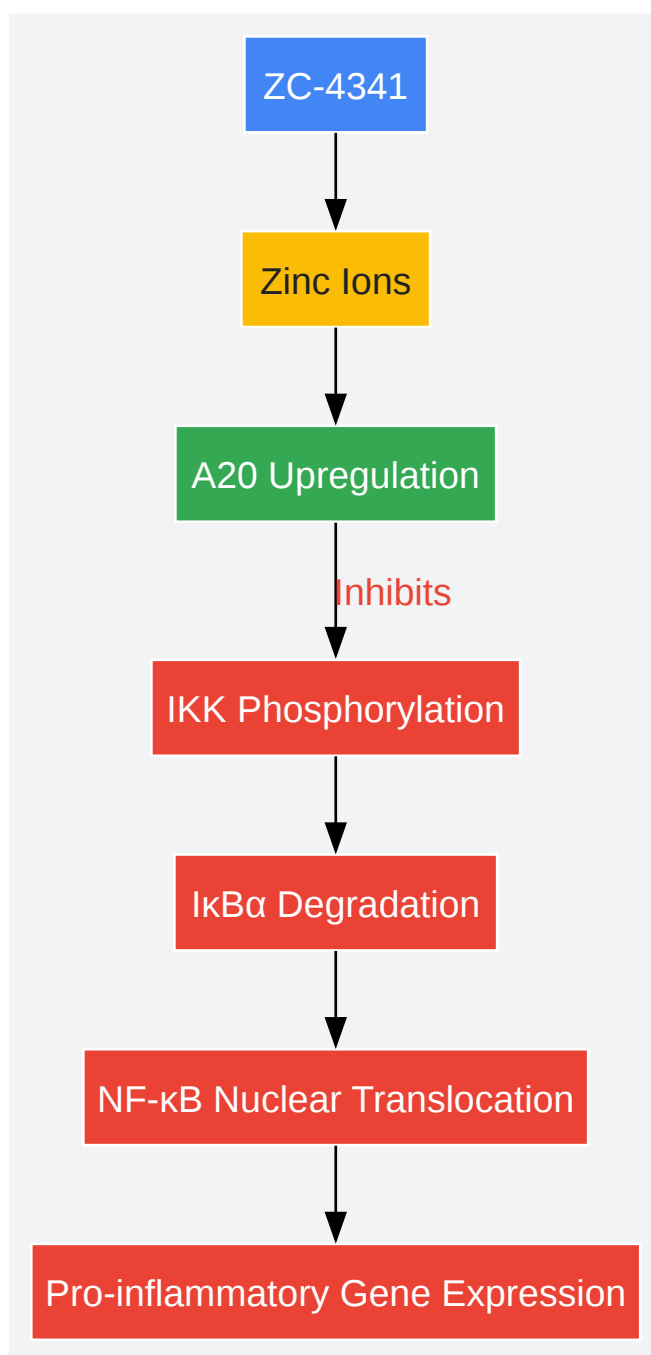 ZC-4341
Zinc Ions
A20 Upregulation
Inhibits
IKK Phosphorylation
IκBα Degradation
NF-κB Nuclear Translocation
Pro-inflammatory Gene Expression